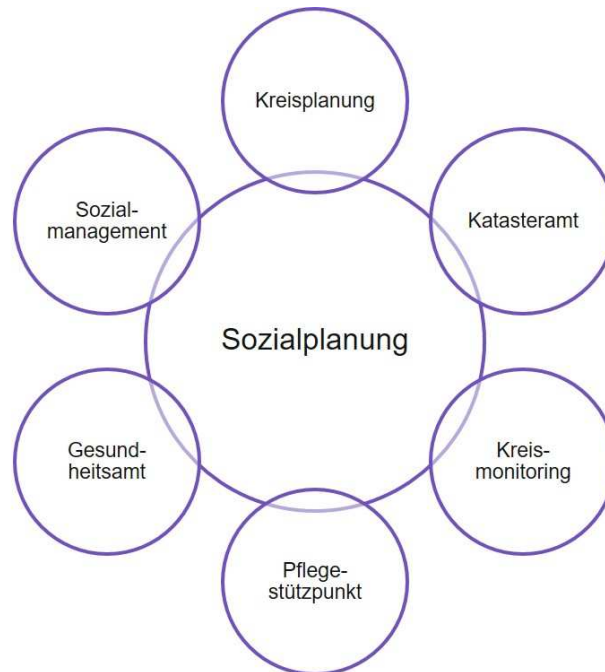 Kreisplanung
Sozial-
management
Katasteramt
Sozialplanung
Gesund-
heitsamt
Kreis-
monitoring
Pflege-
stützpunkt